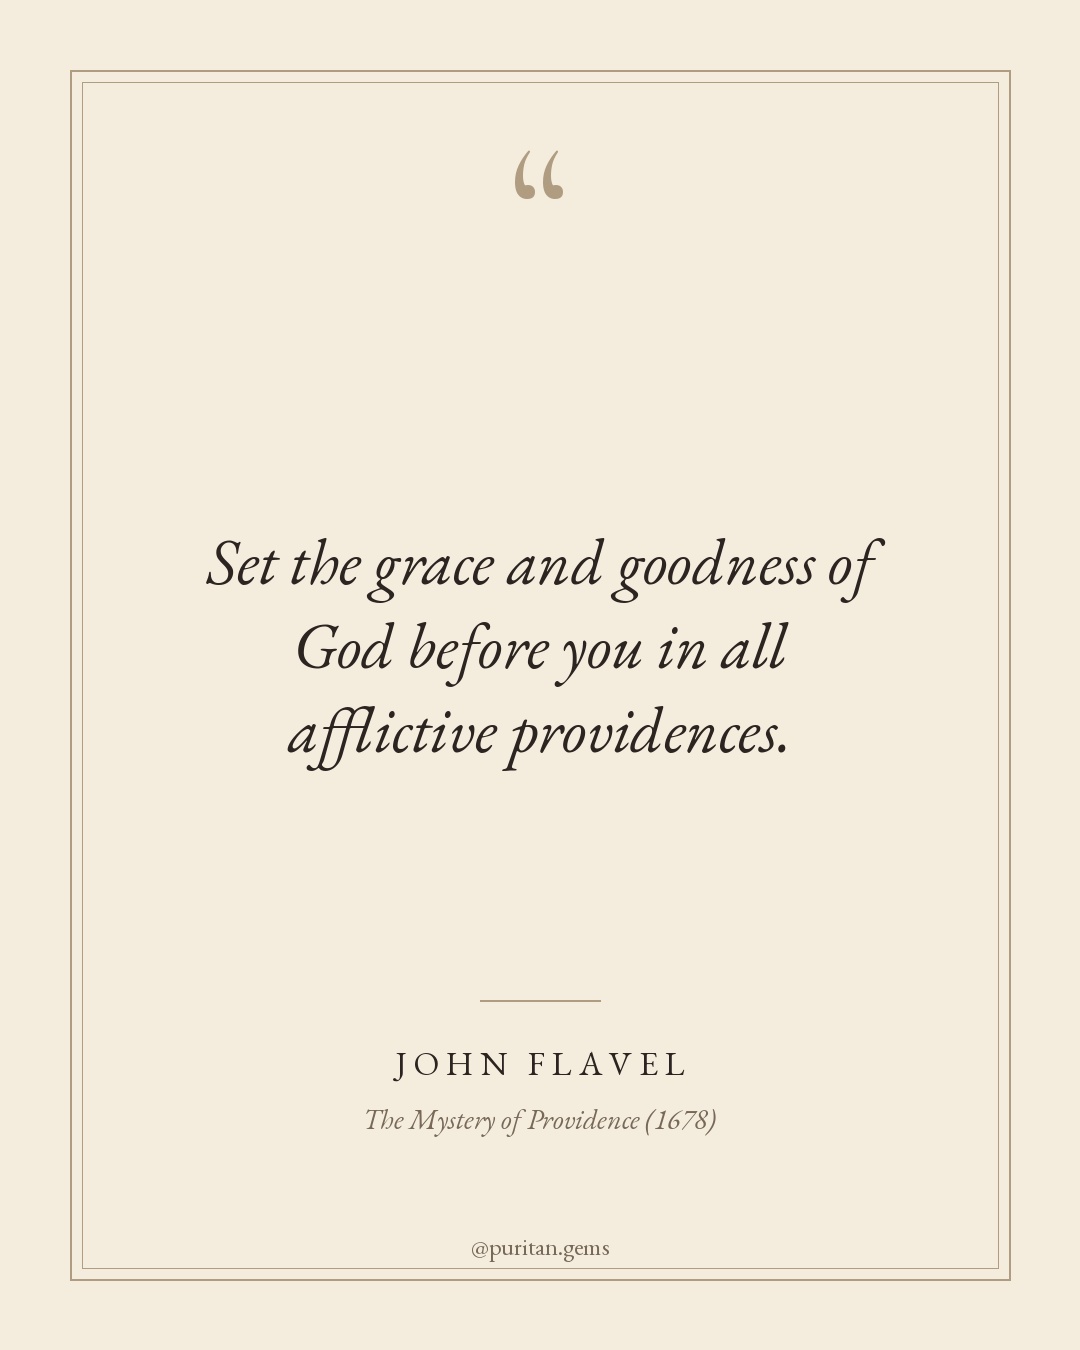 “
Set the grace and goodness of
God before you in all
afflictive providences.
JOHN FLAVEL
The Mystery of Providence (1678)
@puritan.gems